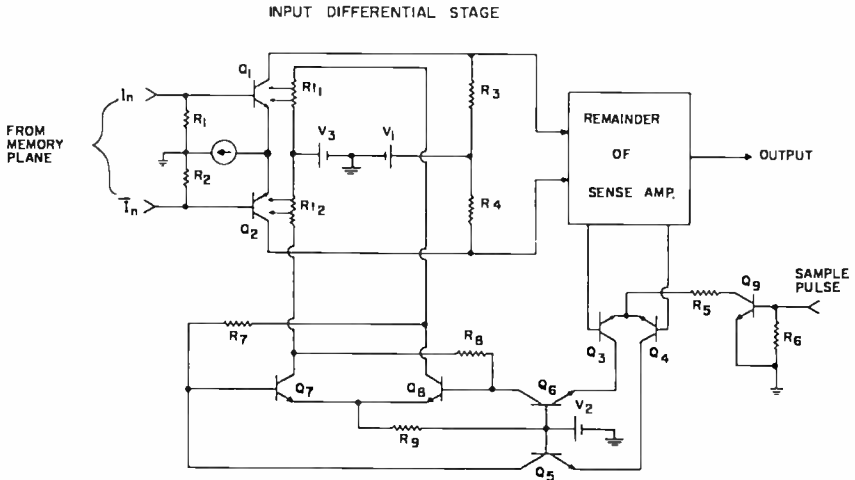 INPUT DIFFERENTIAL STAGE
Q1
In
R1
Rt1
R3
FROM
MEMORY
PLANE
V3
V1
REMAINDER
OF
SENSE AMP.
OUTPUT
R2
Rt2
R4
I̅n
Q2
SAMPLE
PULSE
Q9
R5
R6
R7
R8
Q3
Q4
Q7
Q8
Q6
V2
R9
Q5